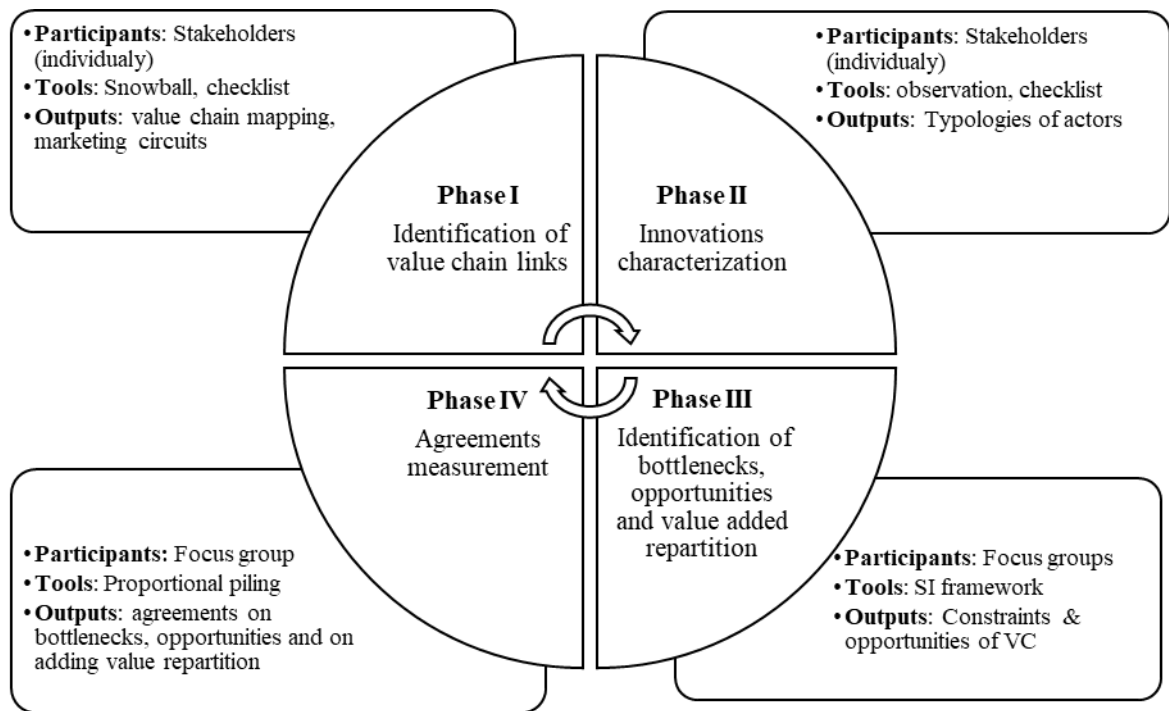 • Participants: Stakeholders
(individualy)
• Tools: Snowball, checklist
• Outputs: value chain mapping,
marketing circuits
• Participants: Stakeholders
(individualy)
• Tools: observation, checklist
• Outputs: Typologies of actors
Phase I
Identification of
value chain links
Phase II
Innovations
characterization
Phase IV
Agreements
measurement
Phase III
Identification of
bottlenecks,
opportunities
and value added
repartition
• Participants: Focus group
• Tools: Proportional piling
• Outputs: agreements on
bottlenecks, opportunities and on
adding value repartition
• Participants: Focus groups
• Tools: SI framework
• Outputs: Constraints &
opportunities of VC